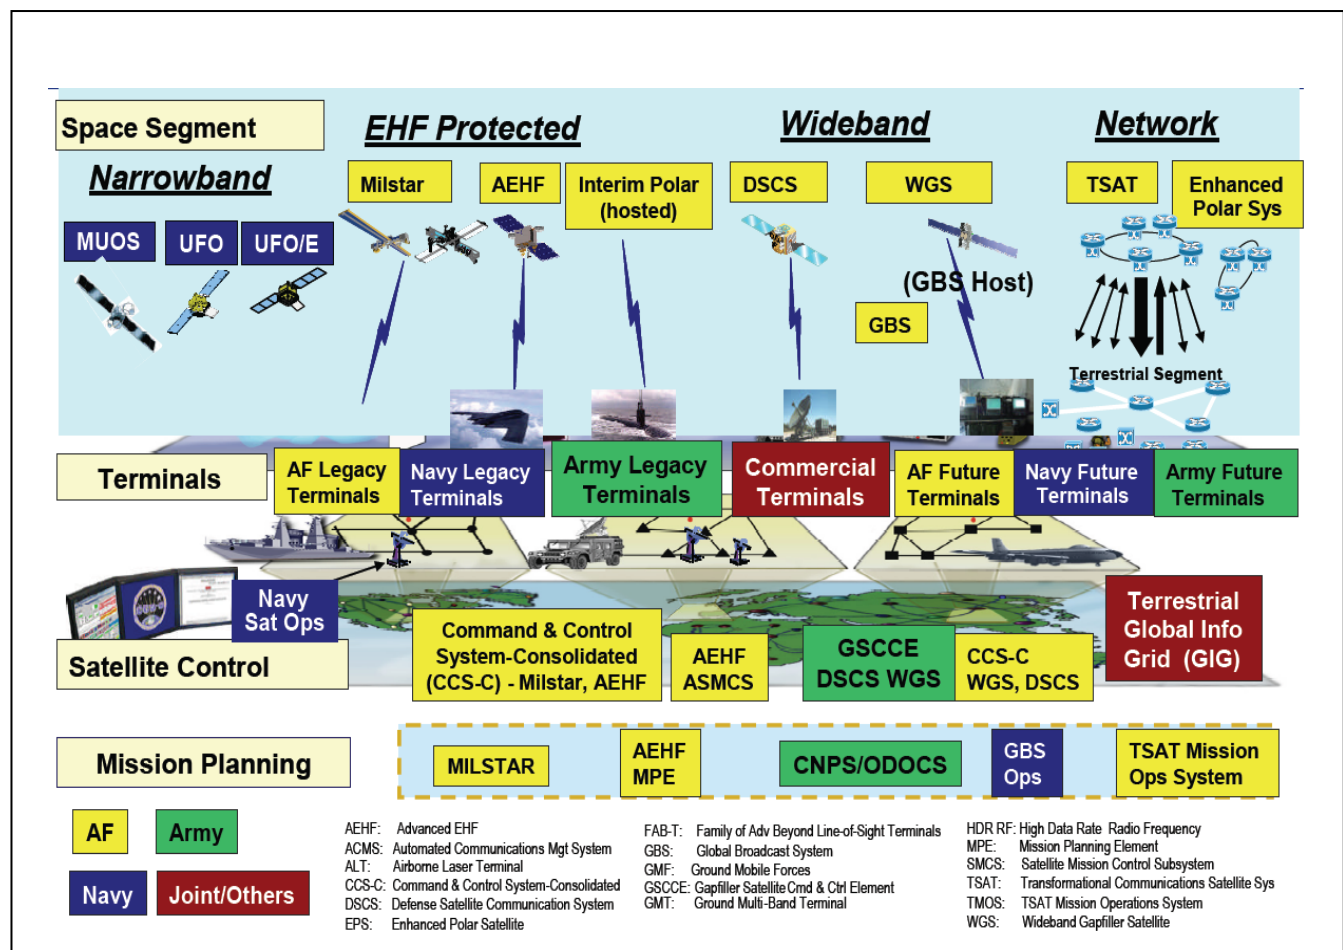 Space Segment
EHF Protected
Wideband
Network
Narrowband
Milstar
AEHF
Interim Polar
(hosted)
DSCS
WGS
TSAT
Enhanced
Polar Sys
MUOS
UFO
UFO/E
(GBS Host)
GBS
Terrestrial Segment
Terminals
AF Legacy
Terminals
Navy Legacy
Terminals
Army Legacy
Terminals
Commercial
Terminals
AF Future
Terminals
Navy Future
Terminals
Army Future
Terminals
Navy
Sat Ops
Satellite Control
Command & Control
System-Consolidated
(CCS-C) - Milstar, AEHF
AEHF
ASMCS
GSCCE
DSCS WGS
CCS-C
WGS, DSCS
Terrestrial
Global Info
Grid (GIG)
Mission Planning
MILSTAR
AEHF
MPE
CNPS/ODOCS
GBS
Ops
TSAT Mission
Ops System
AF
Army
Navy
Joint/Others
AEHF: Advanced EHF
ACMS: Automated Communications Mgt System
ALT: Airborne Laser Terminal
CCS-C: Command & Control System-Consolidated
DSCS: Defense Satellite Communication System
EPS: Enhanced Polar Satellite
FAB-T: Family of Adv Beyond Line-of-Sight Terminals
GBS: Global Broadcast System
GMF: Ground Mobile Forces
GSCCE: Gapfiller Satellite Cmd & Ctrl Element
GMT: Ground Multi-Band Terminal
HDR RF: High Data Rate Radio Frequency
MPE: Mission Planning Element
SMCS: Satellite Mission Control Subsystem
TSAT: Transformational Communications Satellite Sys
TMOS: TSAT Mission Operations System
WGS: Wideband Gapfiller Satellite